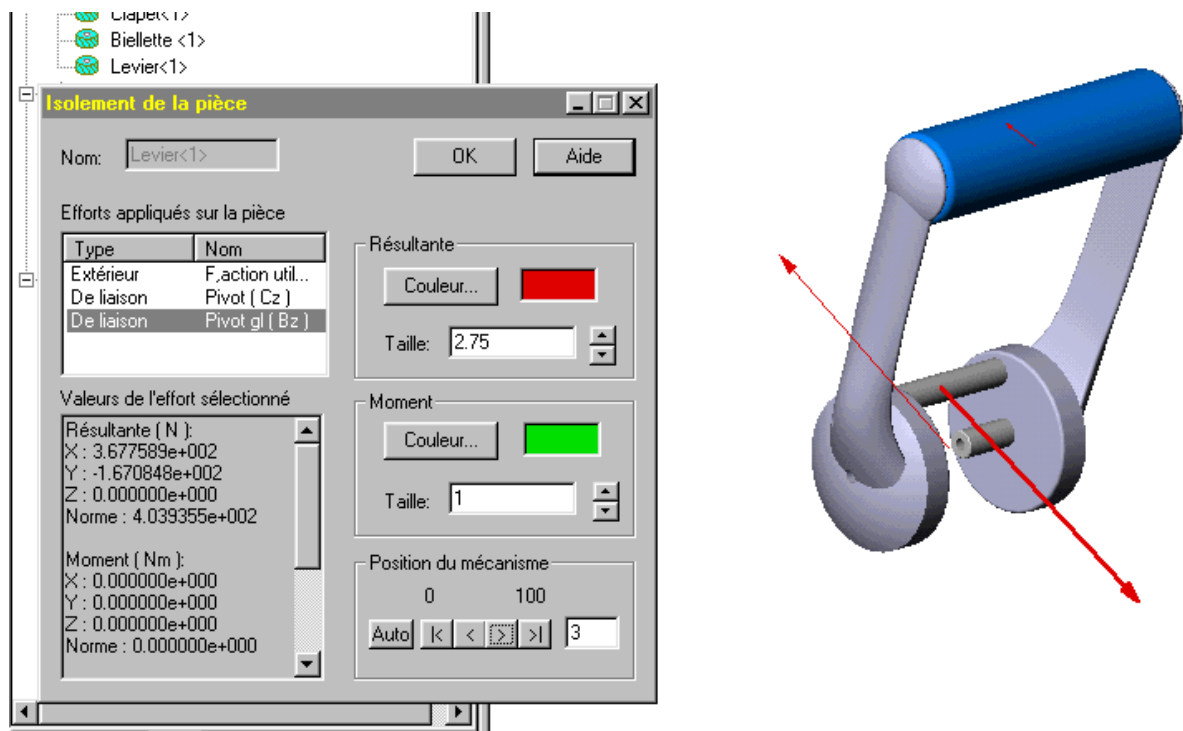 Clapet<1>
Biellette <1>
Levier<1>
Isolement de la pièce
Nom: Levier<1>
OK
Aide
Efforts appliqués sur la pièce
Type Nom
Extérieur F,action util...
De liaison Pivot ( Cz )
De liaison Pivot gl ( Bz )
Valeurs de l'effort sélectionné
Résultante ( N ):
X : 3.677589e+002
Y : -1.670848e+002
Z : 0.000000e+000
Norme : 4.039355e+002
Moment ( Nm ):
X : 0.000000e+000
Y : 0.000000e+000
Z : 0.000000e+000
Norme : 0.000000e+000
Résultante
Couleur...
Taille: 2.75
Moment
Couleur...
Taille: 1
Position du mécanisme
0 100
Auto |< < > >| 3